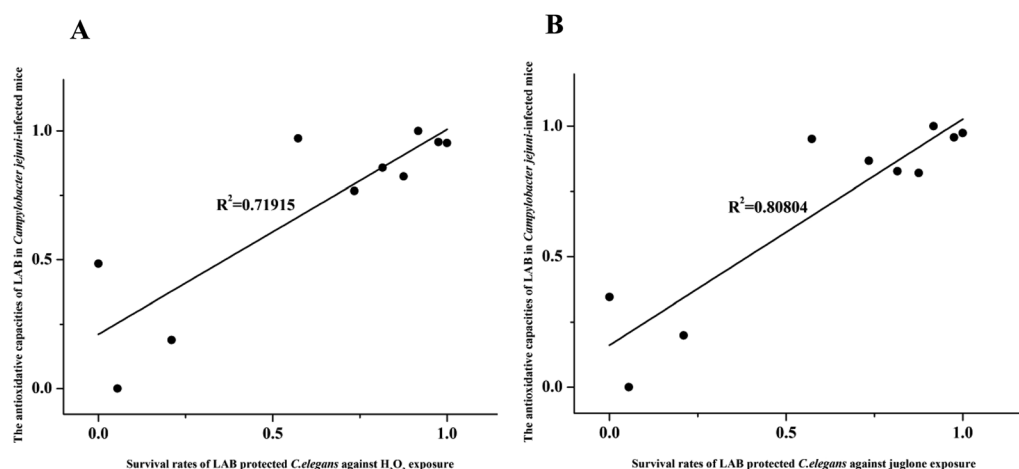 A
The antioxidative capacities of LAB in Campylobacter jejuni-infected mice
1.0
0.5
0.0
R²=0.71915
0.0
0.5
1.0
Survival rates of LAB protected C.elegans against H₂O₂ exposure
B
The antioxidative capacities of LAB in Campylobacter jejuni-infected mice
1.0
0.5
0.0
R²=0.80804
0.0
0.5
1.0
Survival rates of LAB protected C.elegans against juglone exposure